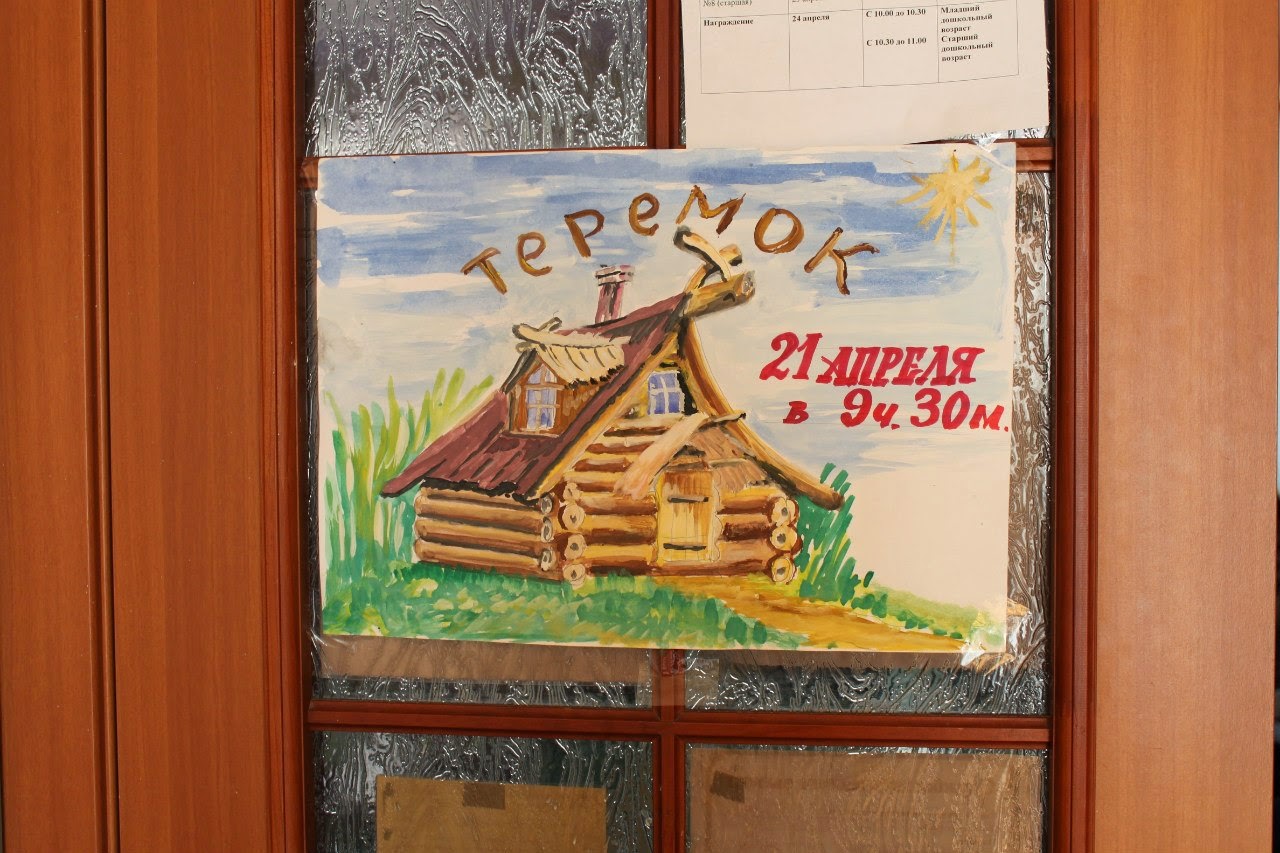 №8 (старшая)
Награждение 24 апреля С 10.00 до 10.30 Младший
дошкольный
возраст
С 10.30 до 11.00 Старший
дошкольный
возраст
Теремок
21 АПРЕЛЯ
в 9ч. 30м.